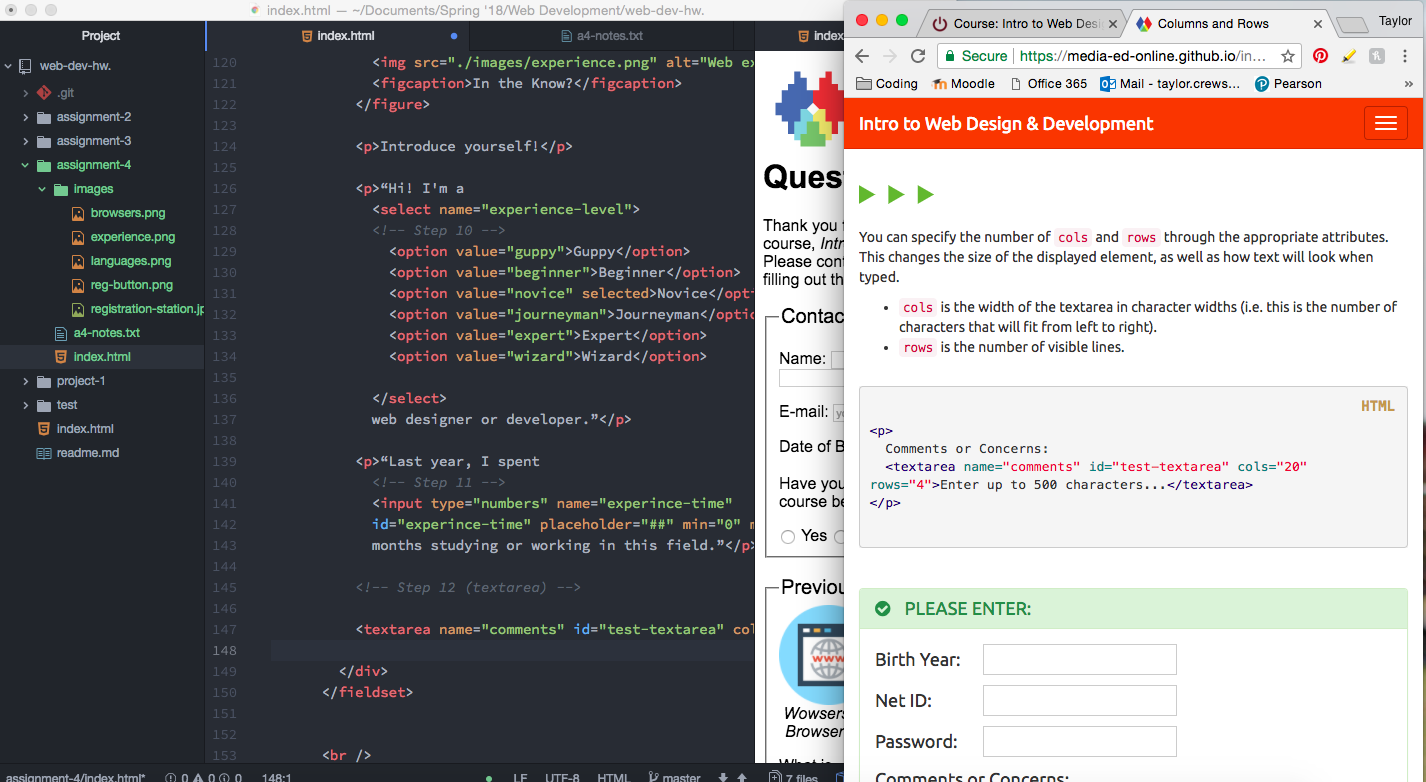 index.html — ~/Documents/Spring '18/Web Development/web-dev-hw.
Project
web-dev-hw.
.git
assignment-2
assignment-3
assignment-4
images
browsers.png
experience.png
languages.png
reg-button.png
registration-station.jp
a4-notes.txt
index.html
project-1
test
index.html
readme.md
index.html
a4-notes.txt
index
120 <img src="./images/experience.png" alt="Web ex
121 <figcaption>In the Know?</figcaption>
122 </figure>
123
124 <p>Introduce yourself!</p>
125
126 <p>“Hi! I'm a
127 <select name="experience-level">
128 <!-- Step 10 -->
129 <option value="guppy">Guppy</option>
130 <option value="beginner">Beginner</option>
131 <option value="novice" selected>Novice</opti
132 <option value="journeyman">Journeyman</optio
133 <option value="expert">Expert</option>
134 <option value="wizard">Wizard</option>
135
136 </select>
137 web designer or developer.”</p>
138
139 <p>“Last year, I spent
140 <!-- Step 11 -->
141 <input type="numbers" name="experince-time"
142 id="experince-time" placeholder="##" min="0" m
143 months studying or working in this field.”</p>
144
145 <!-- Step 12 (textarea) -->
146
147 <textarea name="comments" id="test-textarea" col
148
149 </div>
150 </fieldset>
151
152
153 <br />
assignment-4/index.html* 0 0 0 148:1 LF UTF-8 HTML master 7 files
Ques
Thank you
course, Int
Please cont
filling out th
Contac
Name:
E-mail: yo
Date of B
Have you
course be
Yes
Previou
www
Wowsers
Browser
What is
Course: Intro to Web Desi
Columns and Rows
Taylor
Secure https://media-ed-online.github.io/in...
Coding Moodle Office 365 Mail - taylor.crews... Pearson »
Intro to Web Design & Development
You can specify the number of cols and rows through the appropriate attributes.
This changes the size of the displayed element, as well as how text will look when
typed.
• cols is the width of the textarea in character widths (i.e. this is the number of
characters that will fit from left to right).
• rows is the number of visible lines.
HTML
<p>
Comments or Concerns:
<textarea name="comments" id="test-textarea" cols="20"
rows="4">Enter up to 500 characters...</textarea>
</p>
PLEASE ENTER:
Birth Year:
Net ID:
Password:
Comments or Concerns: